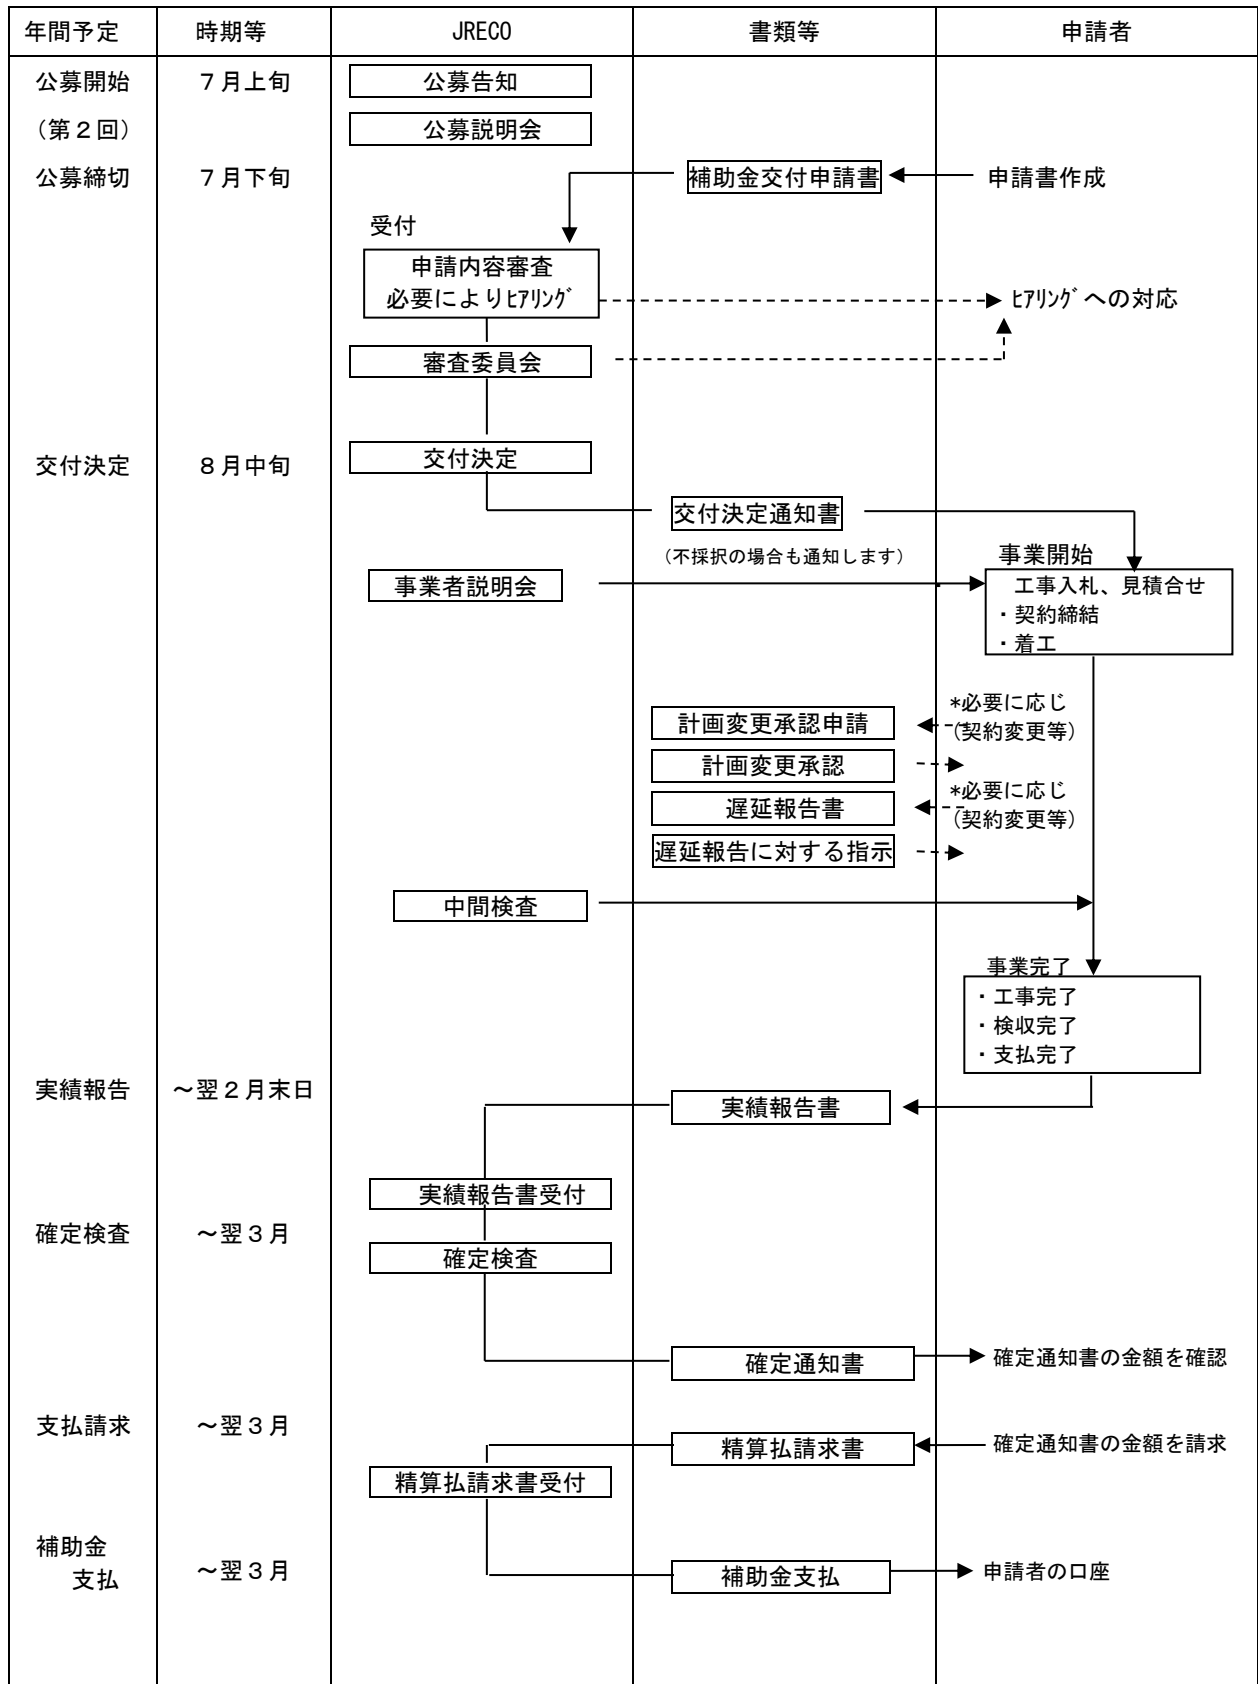 年間予定 時期等 JRECO 書類等 申請者
公募開始 7月上旬 公募告知
(第2回) 公募説明会
公募締切 7月下旬 補助金交付申請書 申請書作成
受付
申請内容審査
必要によりﾋｱﾘﾝｸﾞ ﾋｱﾘﾝｸﾞへの対応
審査委員会
交付決定 8月中旬 交付決定
交付決定通知書
(不採択の場合も通知します) 事業開始
事業者説明会 工事入札、見積合せ
・契約締結
・着工
*必要に応じ
計画変更承認申請 (契約変更等)
計画変更承認
*必要に応じ
遅延報告書 (契約変更等)
遅延報告に対する指示
中間検査
事業完了
・工事完了
・検収完了
・支払完了
実績報告 ～翌2月末日 実績報告書
実績報告書受付
確定検査 ～翌3月
確定検査
確定通知書 確定通知書の金額を確認
支払請求 ～翌3月 精算払請求書 確定通知書の金額を請求
精算払請求書受付
補助金
支払 ～翌3月 補助金支払 申請者の口座